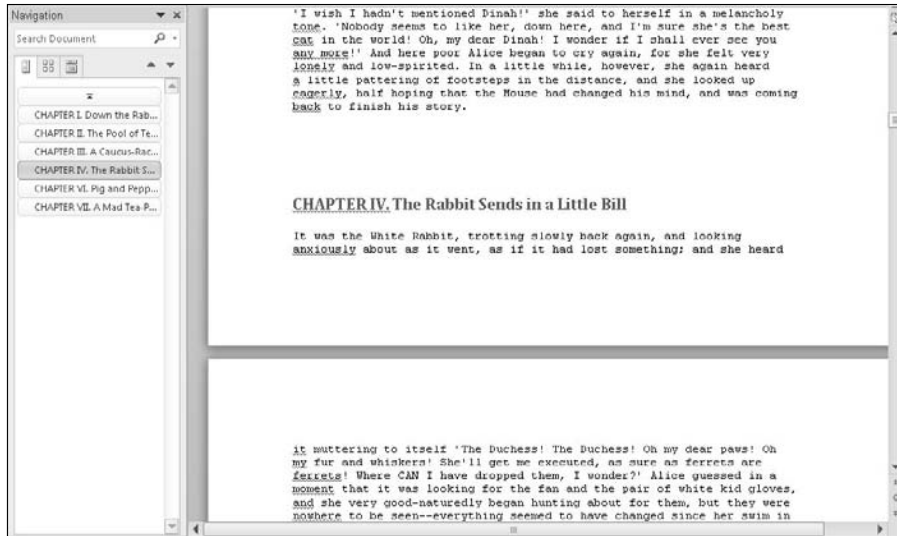 Navigation
Search Document
CHAPTER I. Down the Rab...
CHAPTER II. The Pool of Te...
CHAPTER III. A Caucus-Rac...
CHAPTER IV. The Rabbit S...
CHAPTER VI. Pig and Pepp...
CHAPTER VII. A Mad Tea-P...
'I wish I hadn't mentioned Dinah!' she said to herself in a melancholy
tone. 'Nobody seems to like her, down here, and I'm sure she's the best
cat in the world! Oh, my dear Dinah! I wonder if I shall ever see you
any more!' And here poor Alice began to cry again, for she felt very
lonely and low-spirited. In a little while, however, she again heard
a little pattering of footsteps in the distance, and she looked up
eagerly, half hoping that the Mouse had changed his mind, and was coming
back to finish his story.
CHAPTER IV. The Rabbit Sends in a Little Bill
It was the White Rabbit, trotting slowly back again, and looking
anxiously about as it went, as if it had lost something; and she heard
it muttering to itself 'The Duchess! The Duchess! Oh my dear paws! Oh
my fur and whiskers! She'll get me executed, as sure as ferrets are
ferrets! Where CAN I have dropped them, I wonder?' Alice guessed in a
moment that it was looking for the fan and the pair of white kid gloves,
and she very good-naturedly began hunting about for them, but they were
nowhere to be seen--everything seemed to have changed since her swim in